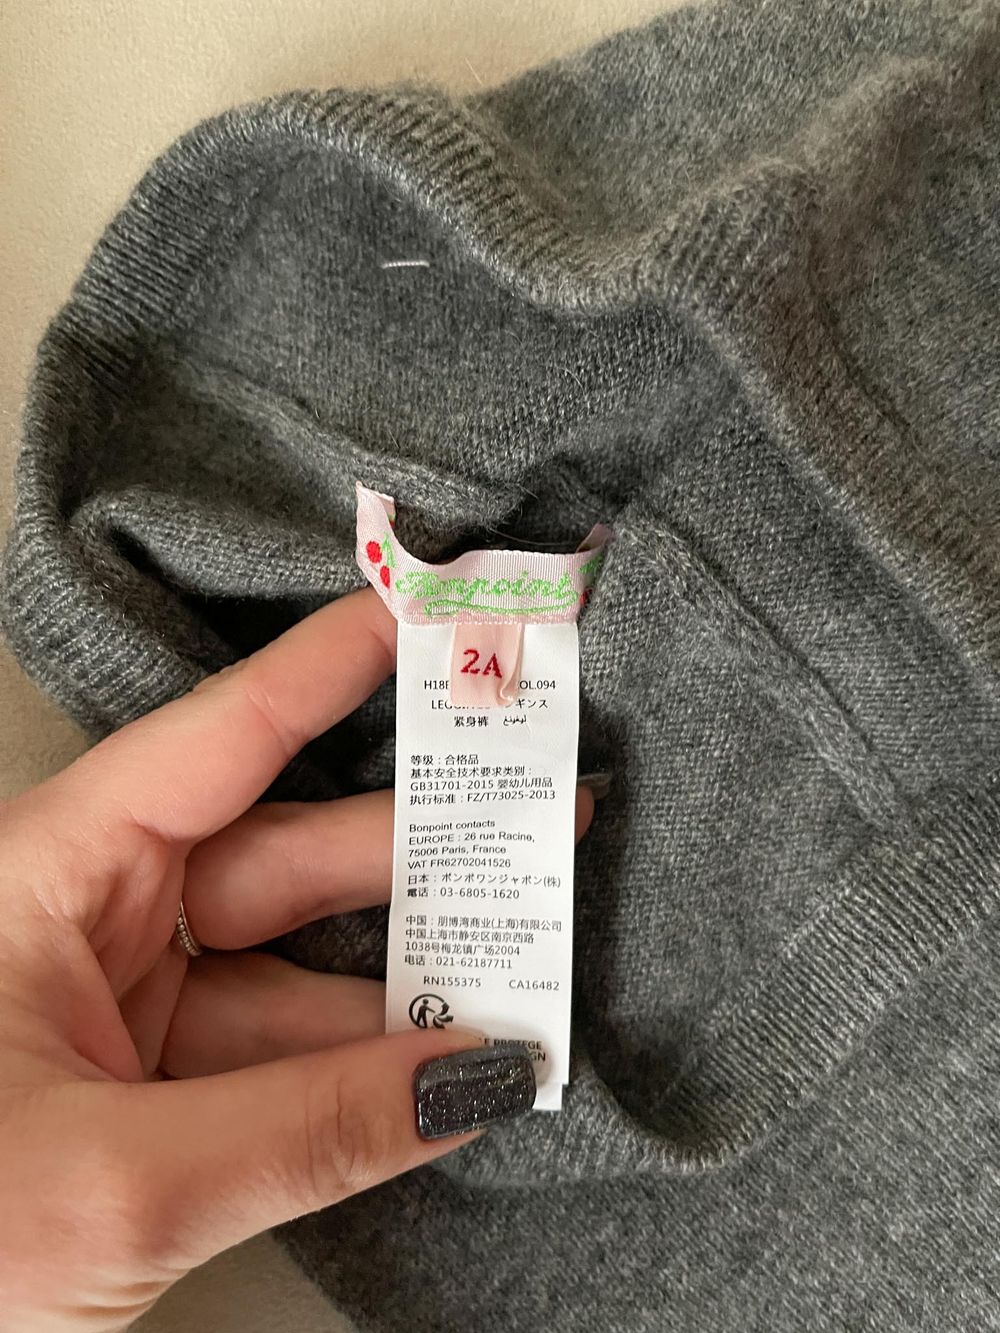 Bonpoint
2A
H18E OL.094
ギンス
紧身裤 ليغينغ
等级：合格品
基本安全技术要求类别：
GB31701-2015 婴幼儿用品
执行标准：FZ/T73025-2013
Bonpoint contacts
EUROPE : 26 rue Racine,
75006 Paris, France
VAT FR62702041526
日本：ボンポワンジャポン(株)
電話：03-6805-1620
中国：朋博湾商业(上海)有限公司
中国上海市静安区南京西路
1038号梅龙镇广场2004
电话：021-62187711
RN155375 CA16482
PROTEGE